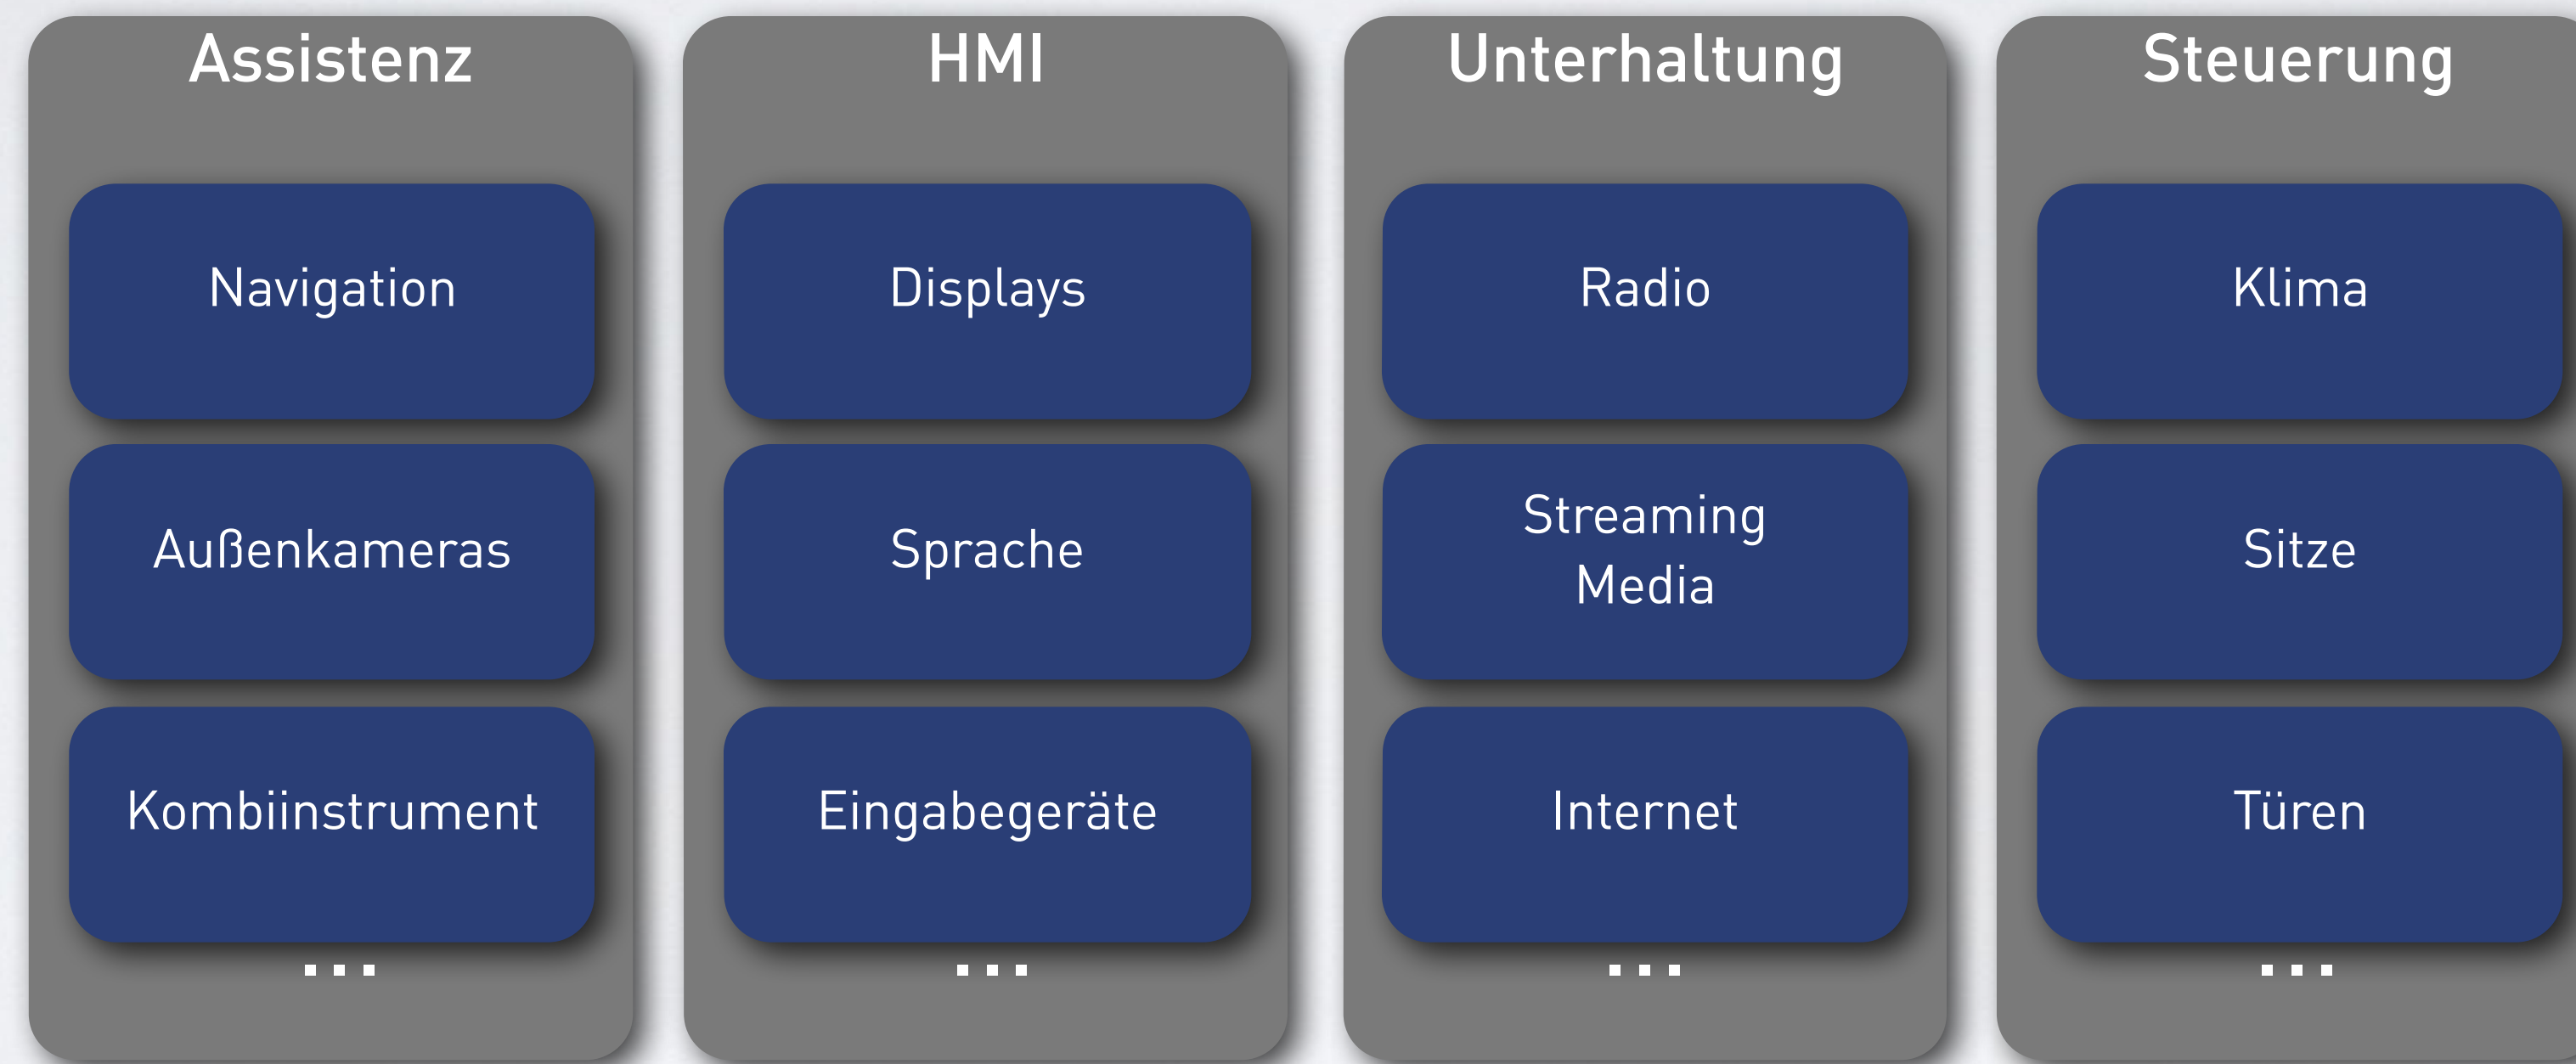 Assistenz
Navigation
Außenkameras
Kombiinstrument
...
HMI
Displays
Sprache
Eingabegeräte
...
Unterhaltung
Radio
Streaming
Media
Internet
...
Steuerung
Klima
Sitze
Türen
...